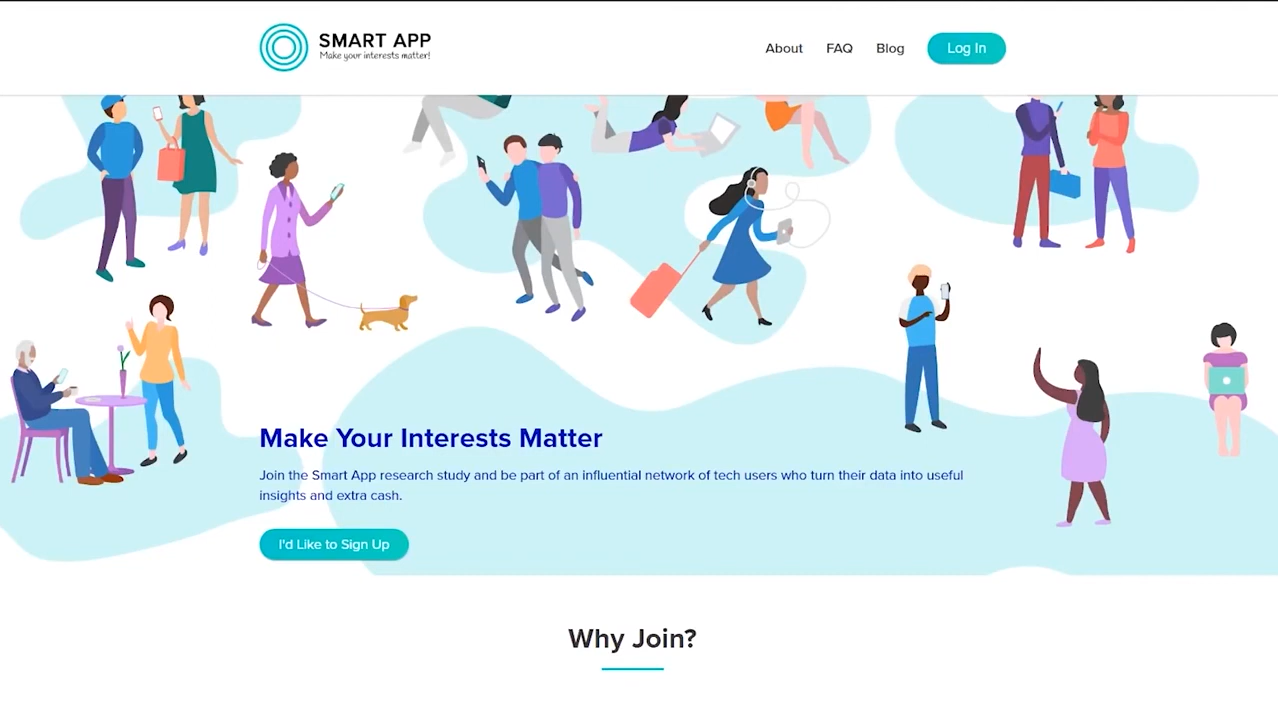 SMART APP
Make your interests matter!
About FAQ Blog Log In
Make Your Interests Matter
Join the Smart App research study and be part of an influential network of tech users who turn their data into useful
insights and extra cash.
I'd Like to Sign Up
Why Join?